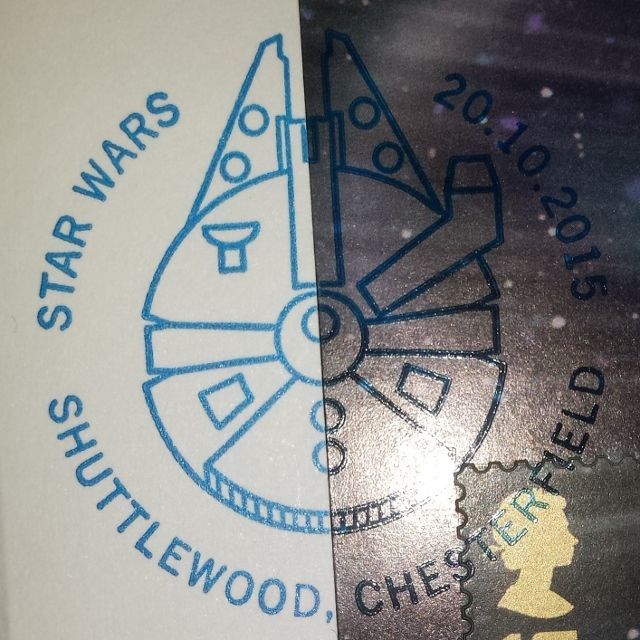 STAR WARS
20.10.2015
SHUTTLEWOOD, CHESTERFIELD